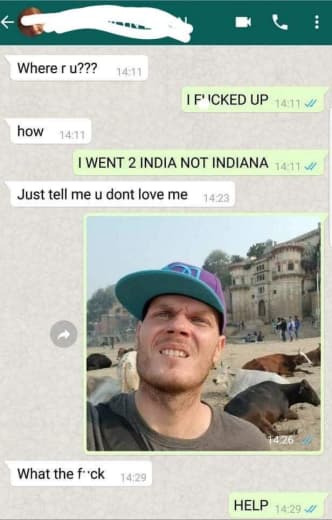 Where r u??? 14:11
I FUCKED UP 14:11
how 14:11
I WENT 2 INDIA NOT INDIANA 14:11
Just tell me u dont love me 14:23
14:26
What the f**ck 14:29
HELP 14:29